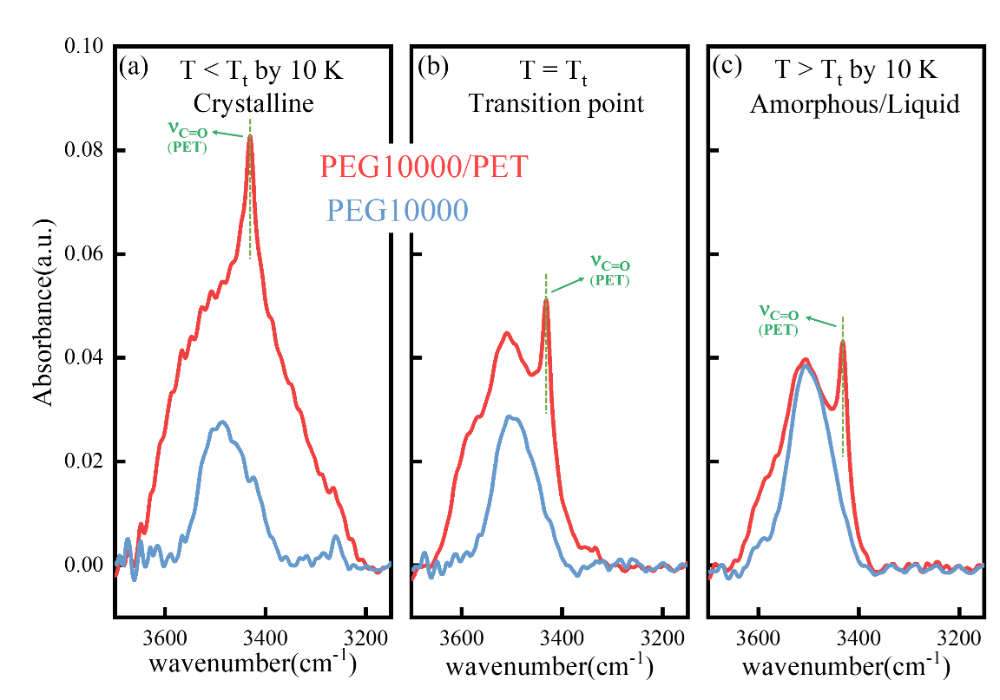 (a) T < Tt by 10 K
Crystalline
(b) T = Tt
Transition point
(c) T > Tt by 10 K
Amorphous/Liquid
νC=O
(PET)
PEG10000/PET
PEG10000
νC=O
(PET)
νC=O
(PET)
Absorbance(a.u.)
0.10
0.08
0.06
0.04
0.02
0.00
3600 3400 3200
3600 3400 3200
3600 3400 3200
wavenumber(cm-1)
wavenumber(cm-1)
wavenumber(cm-1)